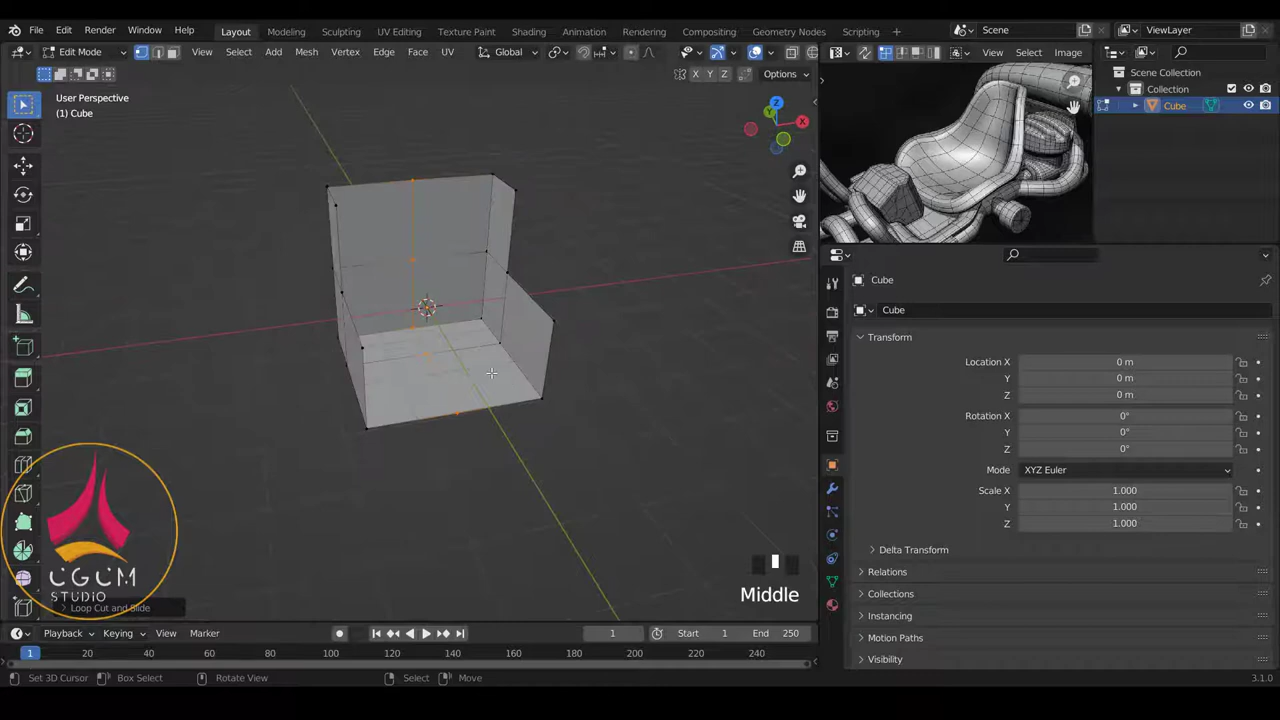 File Edit Render Window Help Layout Modeling Sculpting UV Editing Texture Paint Shading Animation Rendering Compositing Geometry Nodes Scripting + Scene ViewLayer
Edit Mode View Select Add Mesh Vertex Edge Face UV Global View Select Image
X Y Z Options
Scene Collection
Collection
Cube
User Perspective
(1) Cube
Z
Y
X
Cube
Cube
Transform
Location X 0 m
Y 0 m
Z 0 m
Rotation X 0°
Y 0°
Z 0°
Mode XYZ Euler
Scale X 1.000
Y 1.000
Z 1.000
Delta Transform
Relations
Collections
Instancing
Motion Paths
Visibility
CGCM
STUDIO
Loop Cut and Slide
Middle
Playback Keying View Marker 1 Start 1 End 250
1 20 40 60 80 100 120 140 160 180 200 220 240
Set 3D Cursor Box Select Rotate View Select Move 3.1.0